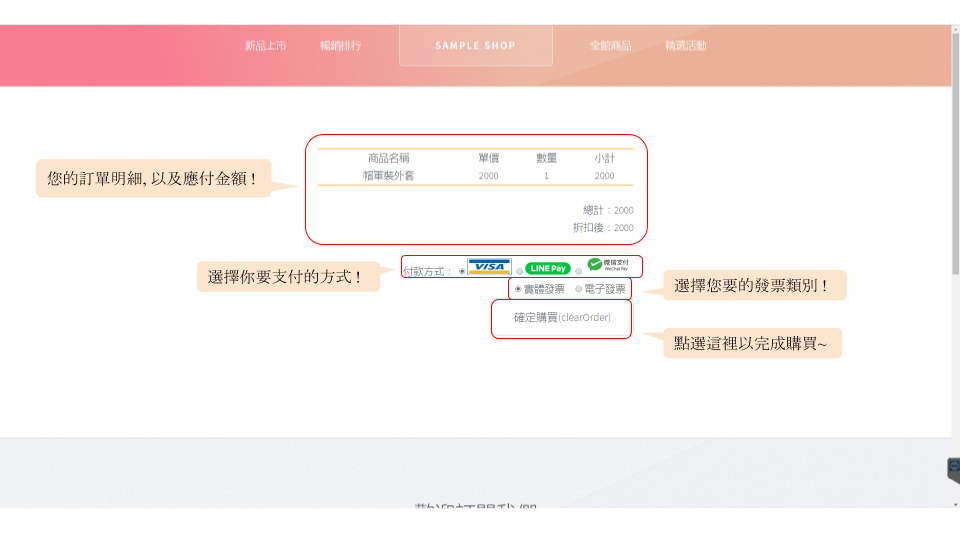 新品上市 暢銷排行 SAMPLE SHOP 全館商品 精選活動
您的訂單明細, 以及應付金額！
商品名稱 單價 數量 小計
帽軍裝外套 2000 1 2000
總計：2000
折扣後：2000
選擇你要支付的方式！
付款方式： VISA LINE Pay 微信支付
WeChat Pay
實體發票 電子發票
選擇您要的發票類別！
確定購買(clearOrder)
點選這裡以完成購買~